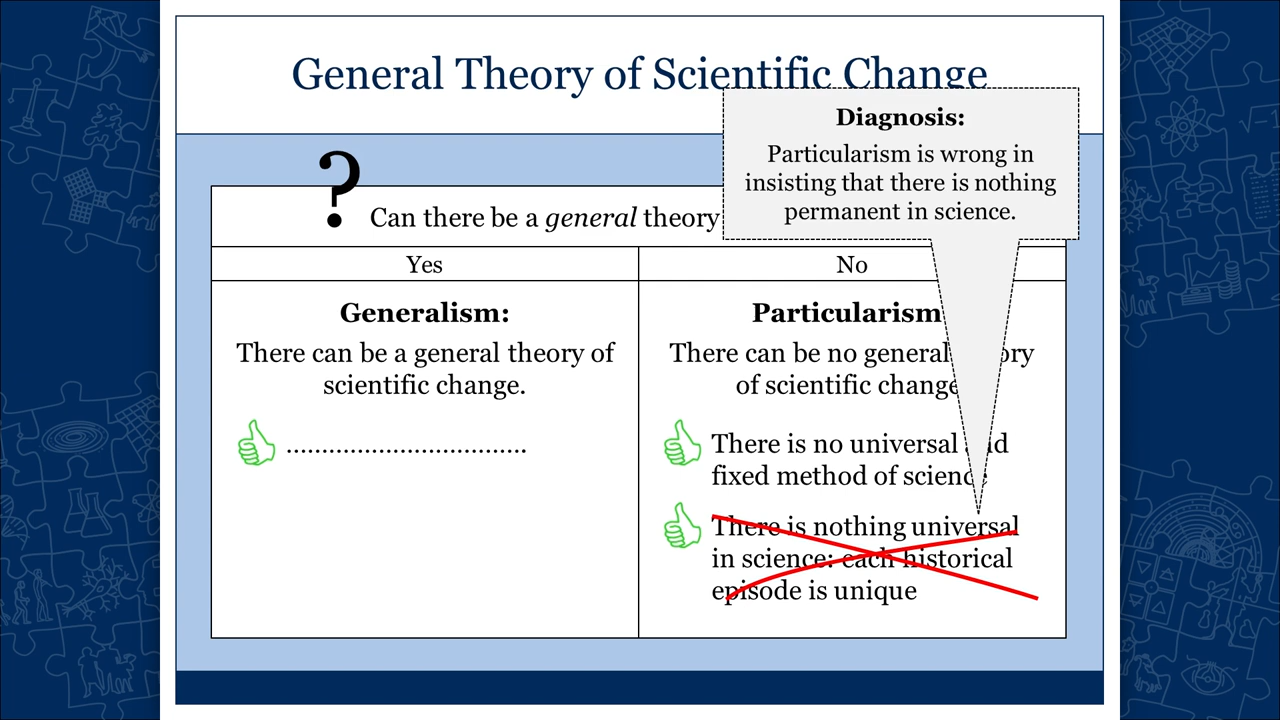 General Theory of Scientific Change
Diagnosis:
Particularism is wrong in
insisting that there is nothing
permanent in science.
? Can there be a general theory
Yes
No
Generalism:
There can be a general theory of
scientific change.
.................................
Particularism
There can be no general
of scientific change
There is no universal and
fixed method of science
There is nothing universal
in science: each historical
episode is unique